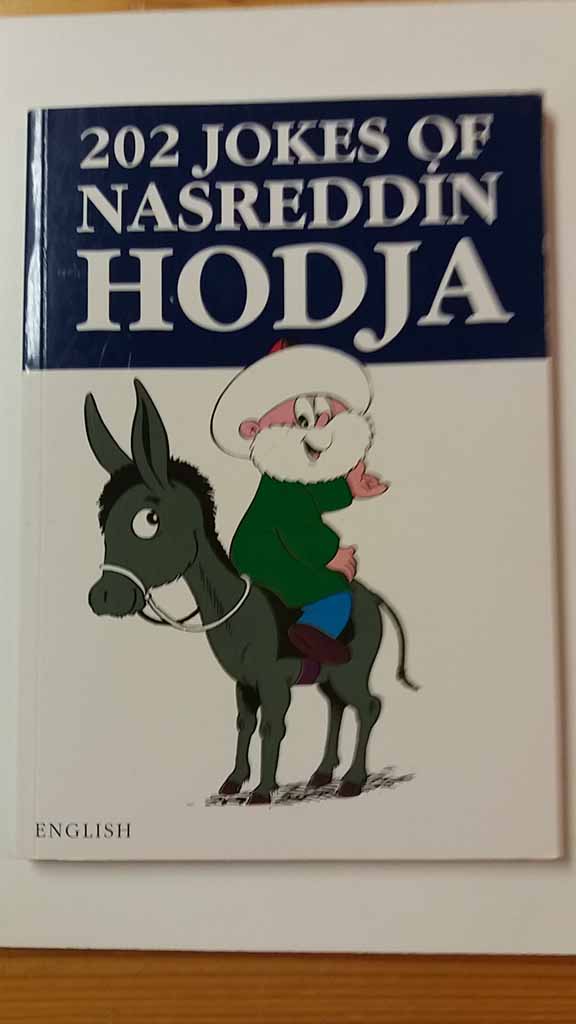 202 JOKES OF
NASREDDİN
HODJA
ENGLISH